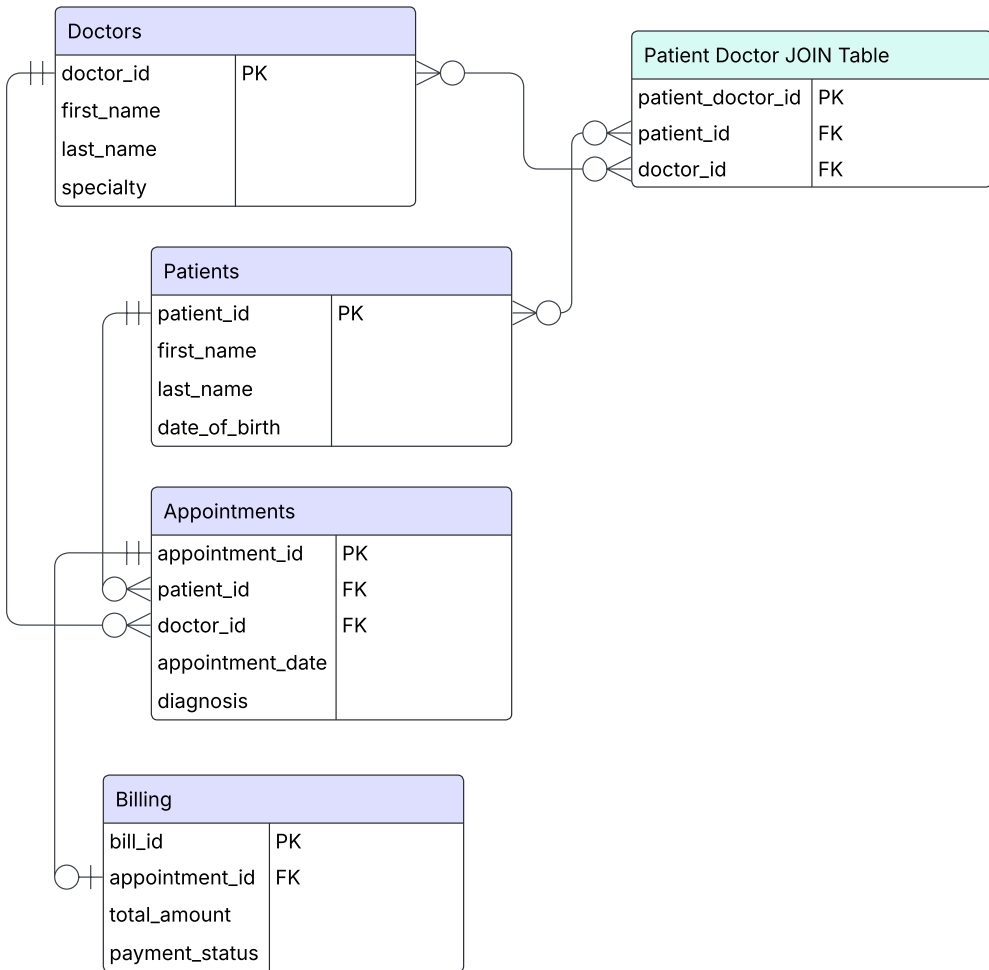 Doctors
doctor_id PK
first_name
last_name
specialty
Patient Doctor JOIN Table
patient_doctor_id PK
patient_id FK
doctor_id FK
Patients
patient_id PK
first_name
last_name
date_of_birth
Appointments
appointment_id PK
patient_id FK
doctor_id FK
appointment_date
diagnosis
Billing
bill_id PK
appointment_id FK
total_amount
payment_status